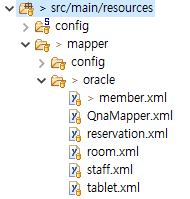 > src/main/resources
> config
> mapper
> config
> oracle
> member.xml
QnaMapper.xml
reservation.xml
room.xml
staff.xml
tablet.xml